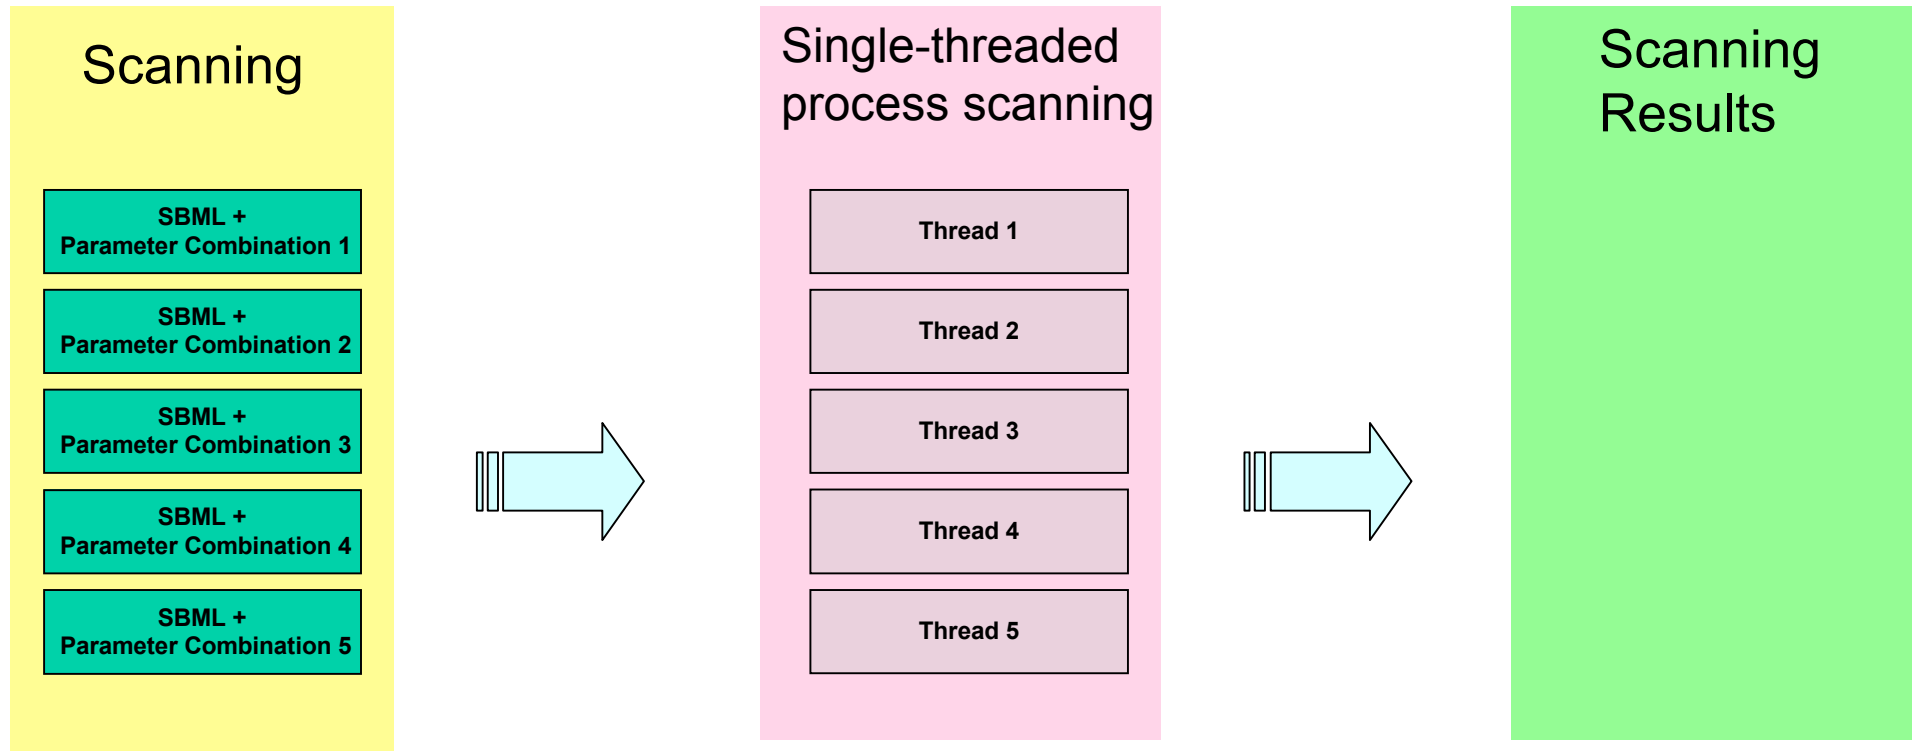 Scanning
SBML +
Parameter Combination 1
SBML +
Parameter Combination 2
SBML +
Parameter Combination 3
SBML +
Parameter Combination 4
SBML +
Parameter Combination 5
Single-threaded
process scanning
Thread 1
Thread 2
Thread 3
Thread 4
Thread 5
Scanning
Results